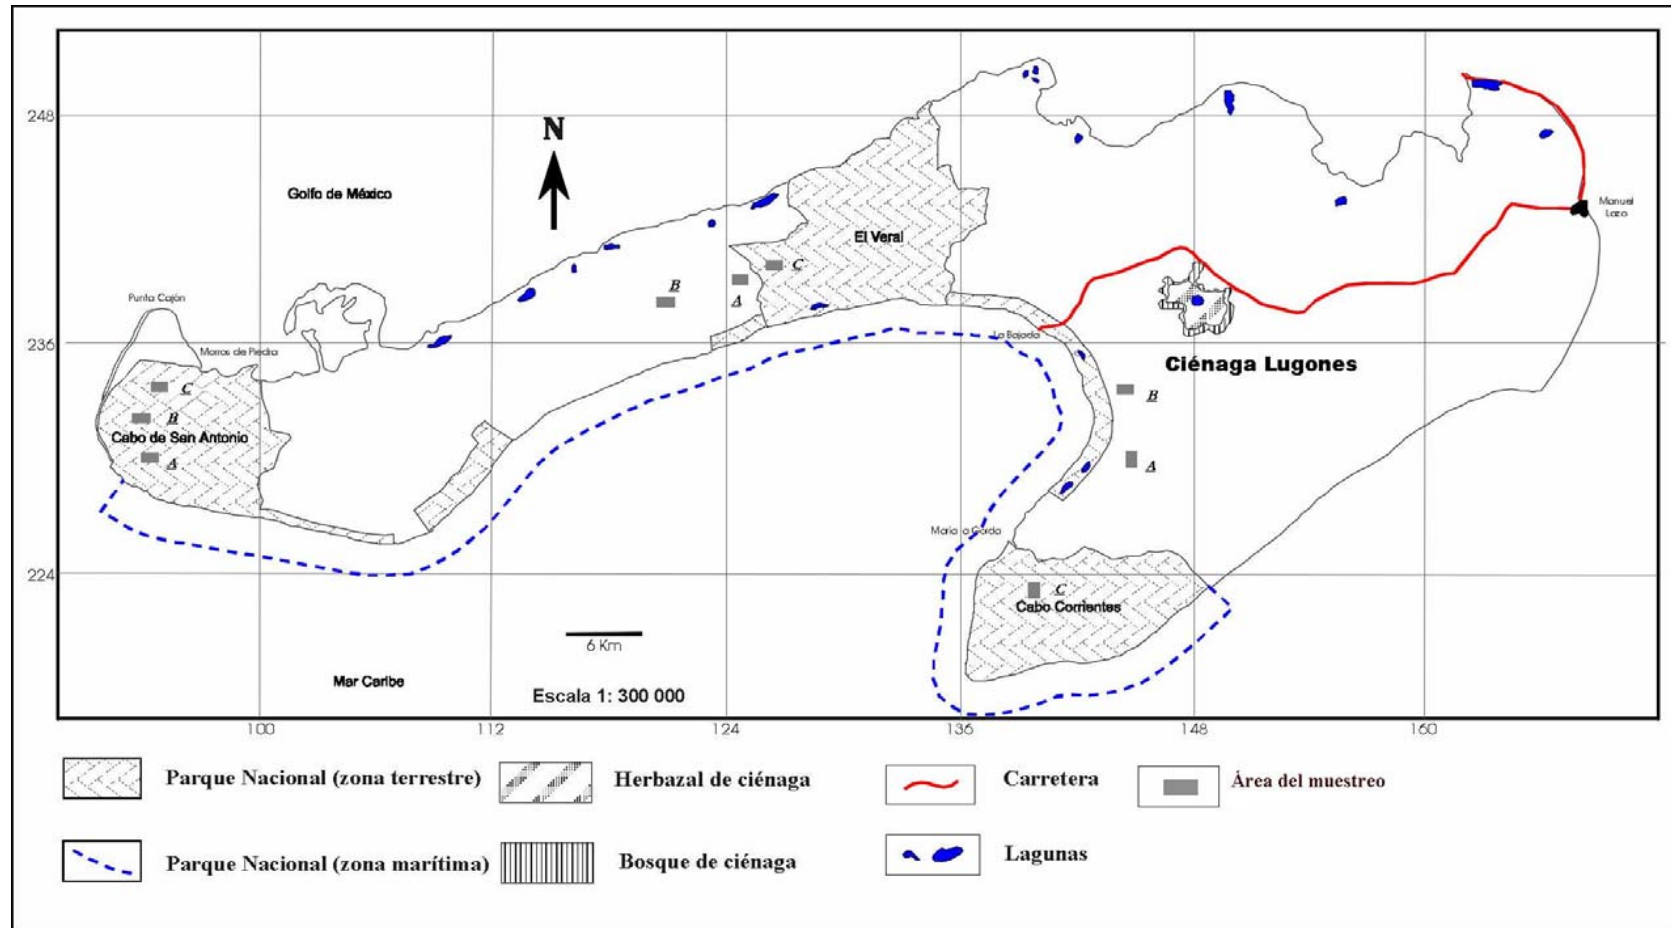 N
248
Golfo de México
Manuel
Lazo
El Veral
C
B
A
Punta Cajón
236
La Bajada
Morros de Piedra
Ciénaga Lugones
C
B
B
Cabo de San Antonio
A
A
María la Gorda
224
C
Cabo Corrientes
6 Km
Mar Caribe
Escala 1: 300 000
100
112
124
136
148
160
Parque Nacional (zona terrestre)
Herbazal de ciénaga
Carretera
Área del muestreo
Parque Nacional (zona marítima)
Bosque de ciénaga
Lagunas